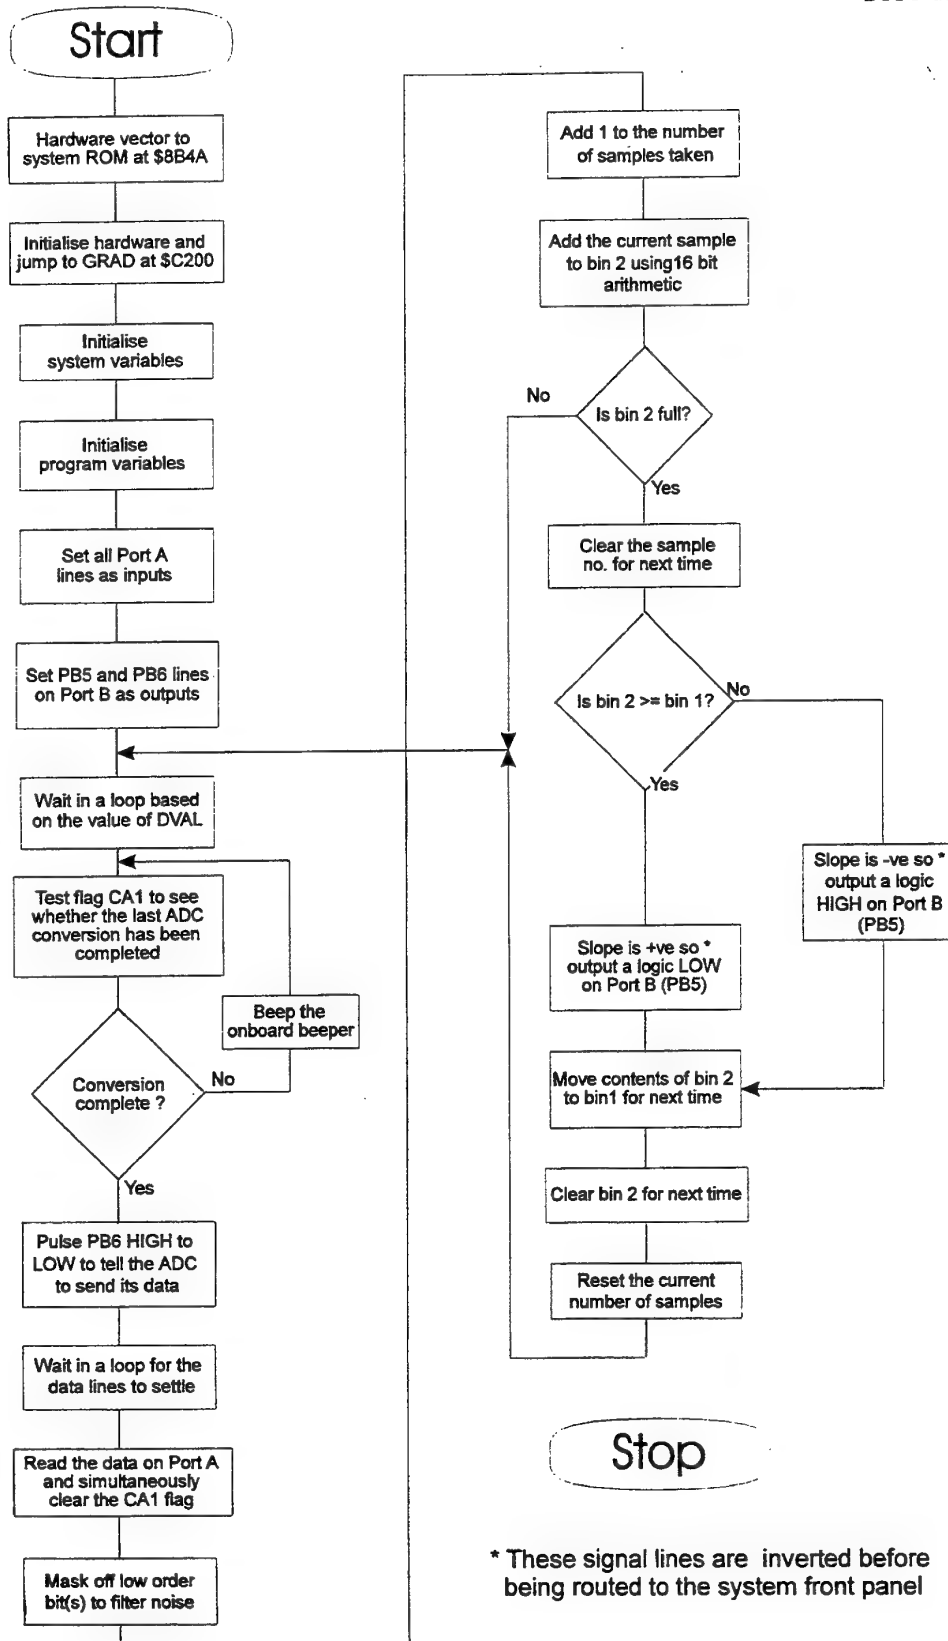 Start
Hardware vector to
system ROM at $8B4A
Initialise hardware and
jump to GRAD at $C200
Initialise
system variables
Initialise
program variables
Set all Port A
lines as inputs
Set PB5 and PB6 lines
on Port B as outputs
Wait in a loop based
on the value of DVAL
Test flag CA1 to see
whether the last ADC
conversion has been
completed
Beep the
onboard beeper
Conversion
complete ?
No
Yes
Pulse PB6 HIGH to
LOW to tell the ADC
to send its data
Wait in a loop for the
data lines to settle
Read the data on Port A
and simultaneously
clear the CA1 flag
Mask off low order
bit(s) to filter noise
Add 1 to the number
of samples taken
Add the current sample
to bin 2 using16 bit
arithmetic
No
Is bin 2 full?
Yes
Clear the sample
no. for next time
Is bin 2 >= bin 1?
No
Yes
Slope is -ve so *
output a logic
HIGH on Port B
(PB5)
Slope is +ve so *
output a logic LOW
on Port B (PB5)
Move contents of bin 2
to bin1 for next time
Clear bin 2 for next time
Reset the current
number of samples
Stop
* These signal lines are inverted before
being routed to the system front panel